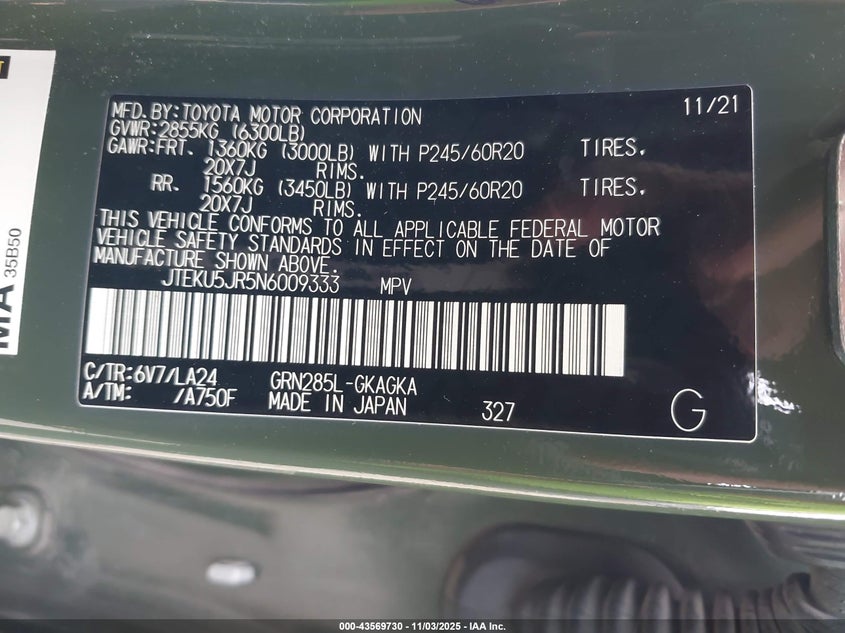 MFD.BY:TOYOTA MOTOR CORPORATION 11/21
GVWR:2855KG (6300LB)
GAWR:FRT. 1360KG (3000LB) WITH P245/60R20 TIRES.
20X7J RIMS.
RR. 1560KG (3450LB) WITH P245/60R20 TIRES.
20X7J RIMS.
THIS VEHICLE CONFORMS TO ALL APPLICABLE FEDERAL MOTOR
VEHICLE SAFETY STANDARDS IN EFFECT ON THE DATE OF
MANUFACTURE SHOWN ABOVE.
JTEKU5JR5N6009333 MPV
C/TR:6V7/LA24 GRN285L-GKAGKA
A/TM: /A750F MADE IN JAPAN 327 G
35B50
000-43569730 - 11/03/2025 - IAA Inc.